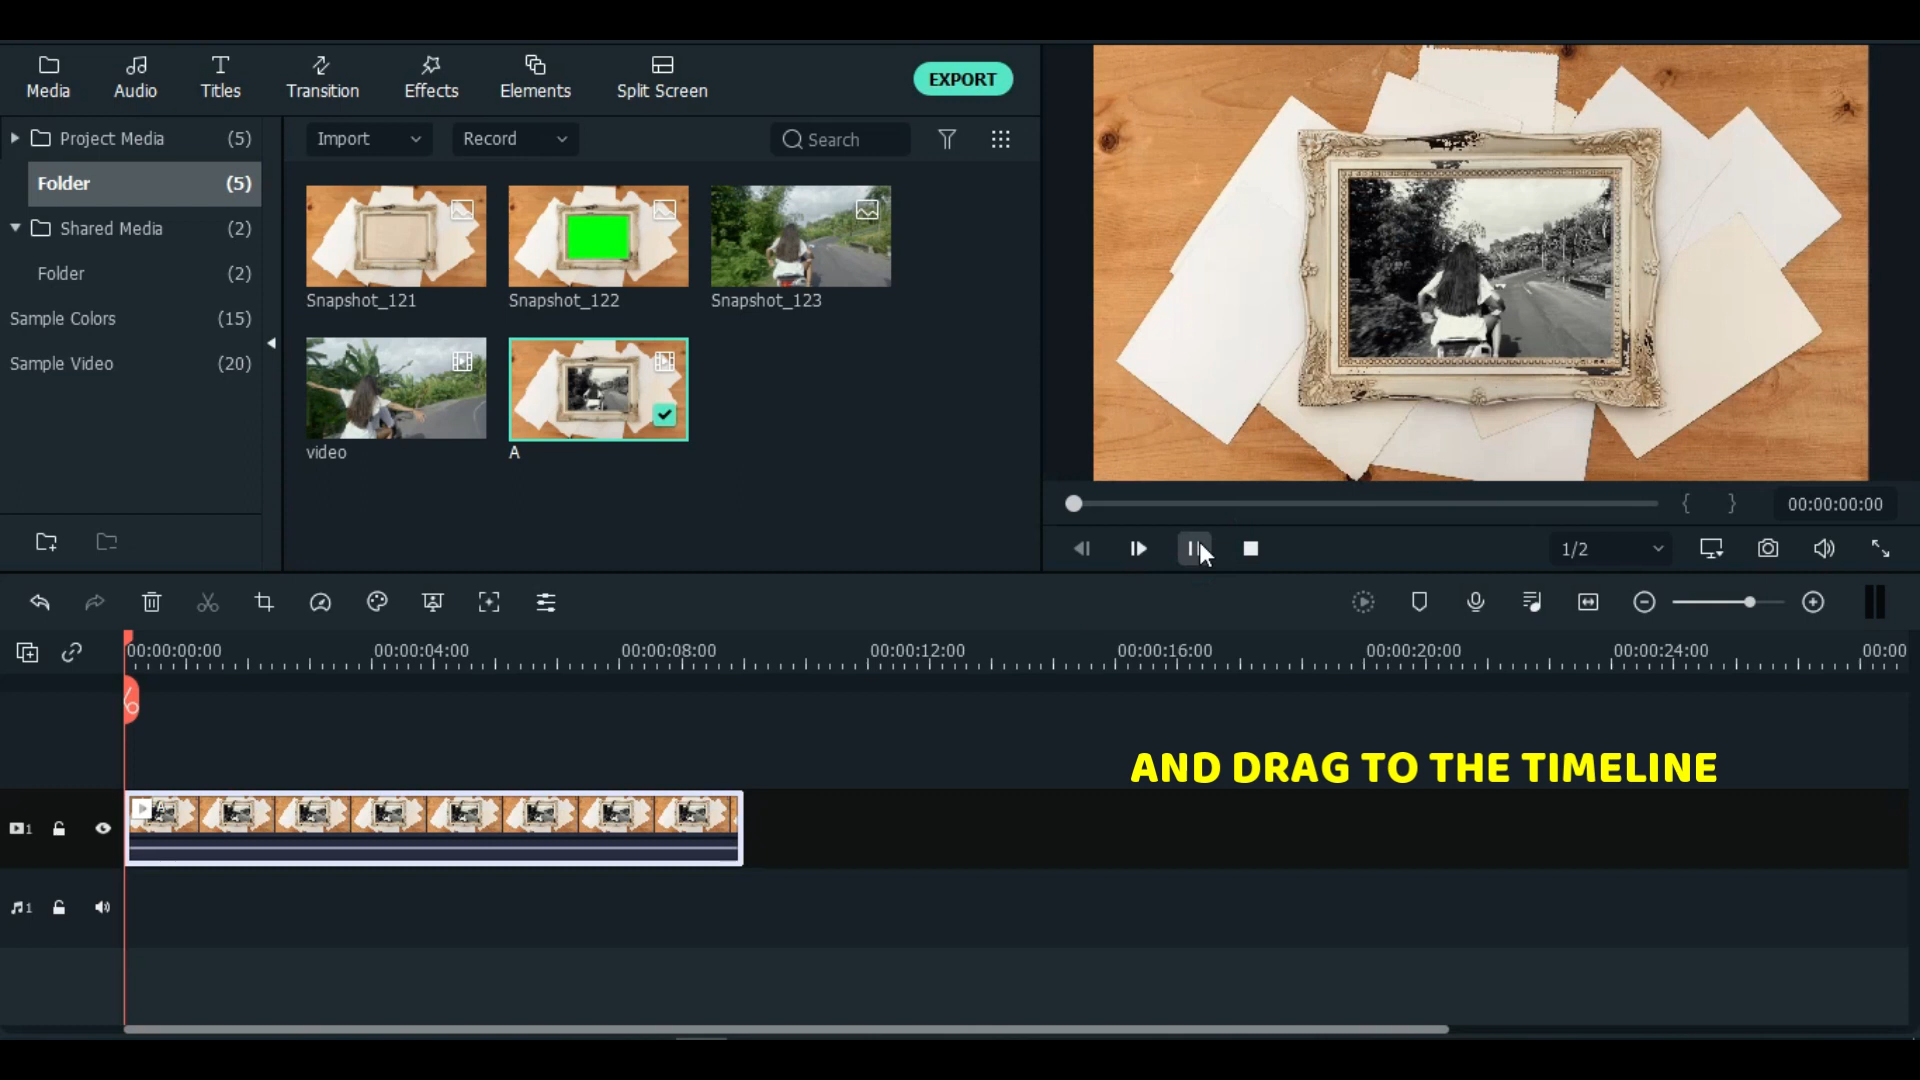 Media
Audio
Titles
Transition
Effects
Elements
Split Screen
EXPORT
Project Media (5)
Folder (5)
Shared Media (2)
Folder (2)
Sample Colors (15)
Sample Video (20)
Import
Record
Search
Snapshot_121
Snapshot_122
Snapshot_123
video
A
00:00:00:00
1/2
00:00:00:00
00:00:04:00
00:00:08:00
00:00:12:00
00:00:16:00
00:00:20:00
00:00:24:00
00:00
AND DRAG TO THE TIMELINE
A
1
1